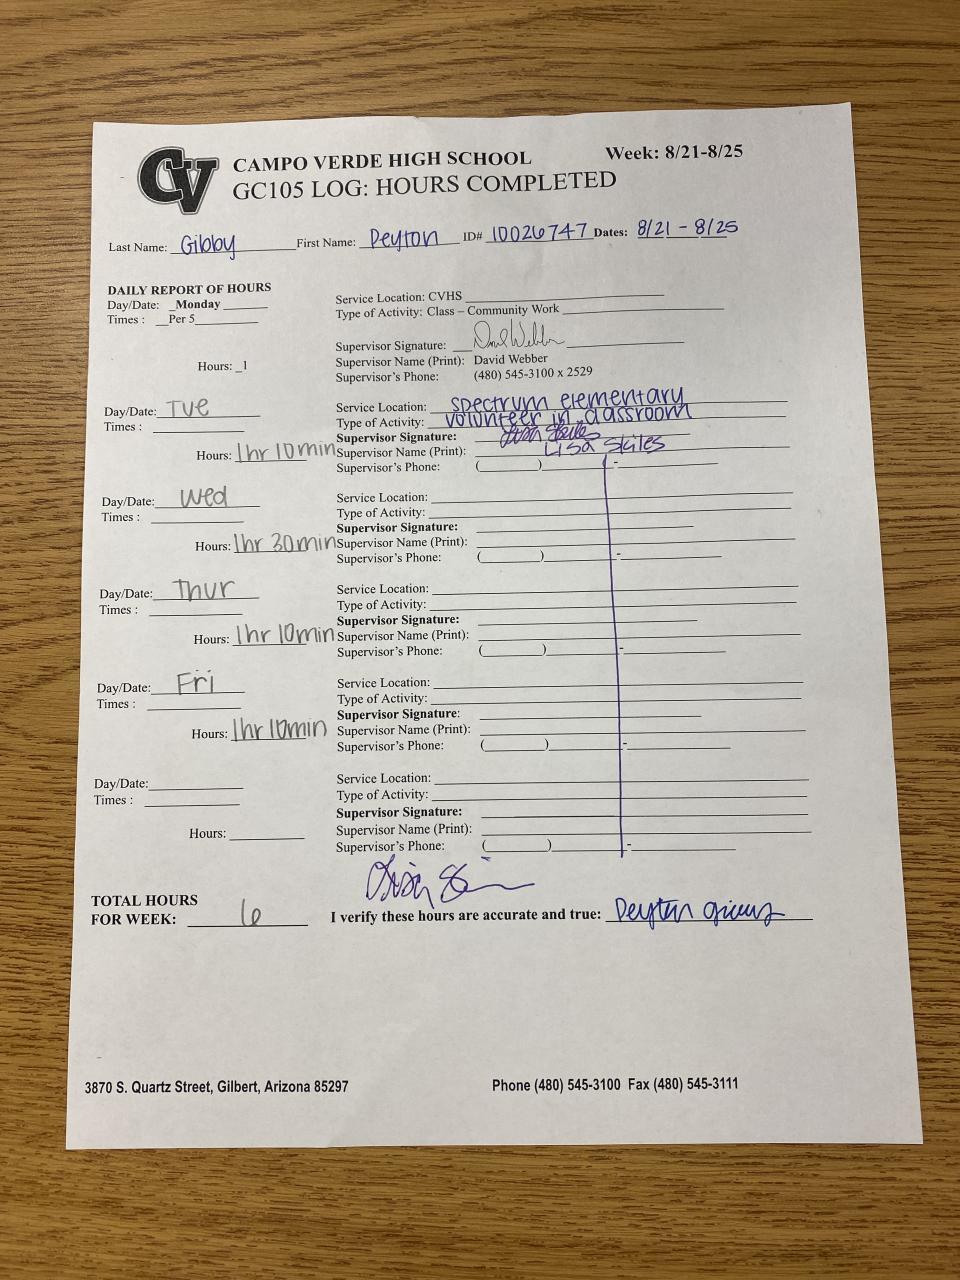 CV CAMPO VERDE HIGH SCHOOL Week: 8/21-8/25
GC105 LOG: HOURS COMPLETED
Last Name: Gibby First Name: Peyton ID# 10026747 Dates: 8/21 - 8/25
DAILY REPORT OF HOURS
Day/Date: _Monday
Times : __Per 5
Hours: _1
Service Location: CVHS
Type of Activity: Class – Community Work
Supervisor Signature: David Webber
Supervisor Name (Print): David Webber
Supervisor's Phone: (480) 545-3100 x 2529
Day/Date: Tue
Times :
Hours: 1hr 10min
Service Location: spectrum elementary
Type of Activity: volunteer in classroom
Supervisor Signature: Lisa Skiles
Supervisor Name (Print): Lisa Skiles
Supervisor's Phone: ( ) -
Day/Date: Wed
Times :
Hours: 1hr 30min
Service Location:
Type of Activity:
Supervisor Signature:
Supervisor Name (Print):
Supervisor's Phone: ( ) -
Day/Date: Thur
Times :
Hours: 1hr 10min
Service Location:
Type of Activity:
Supervisor Signature:
Supervisor Name (Print):
Supervisor's Phone: ( ) -
Day/Date: Fri
Times :
Hours: 1hr 10min
Service Location:
Type of Activity:
Supervisor Signature:
Supervisor Name (Print):
Supervisor's Phone: ( ) -
Day/Date:
Times :
Hours:
Service Location:
Type of Activity:
Supervisor Signature:
Supervisor Name (Print):
Supervisor's Phone: ( ) -
TOTAL HOURS
FOR WEEK: 6
I verify these hours are accurate and true: Peyton
3870 S. Quartz Street, Gilbert, Arizona 85297 Phone (480) 545-3100 Fax (480) 545-3111